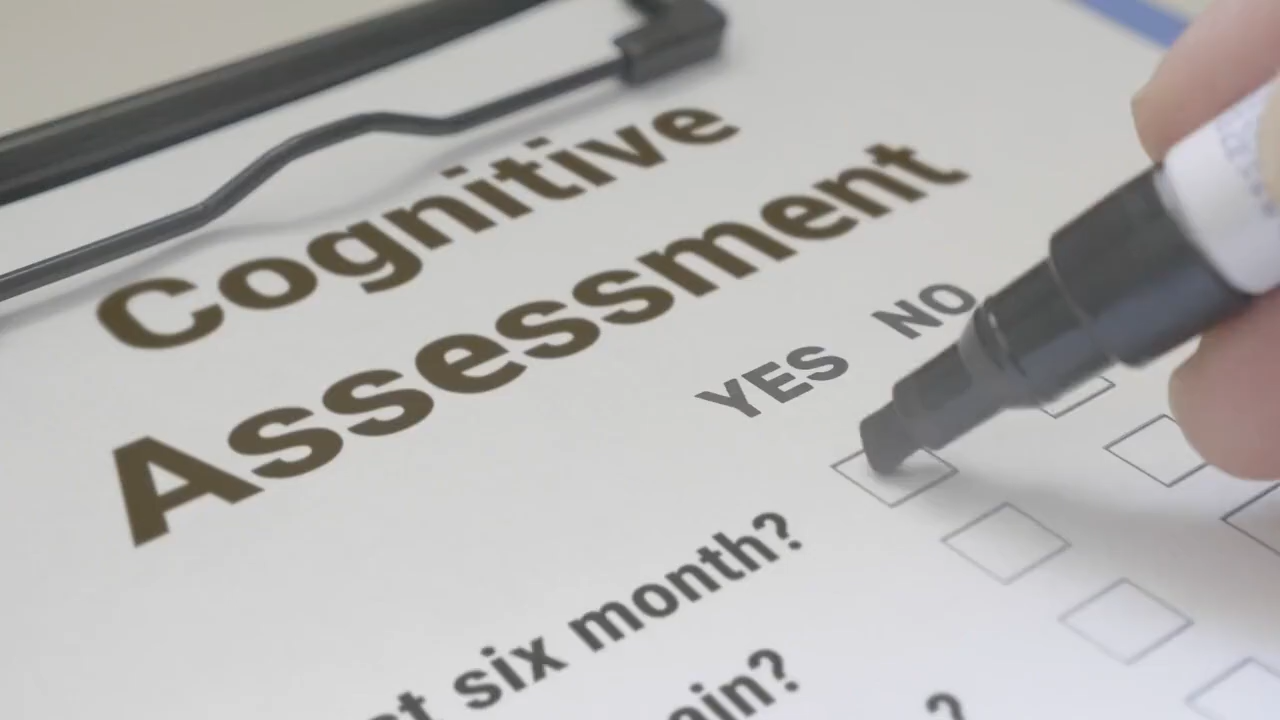 Cognitive
Assessment
YES NO
six month?
?